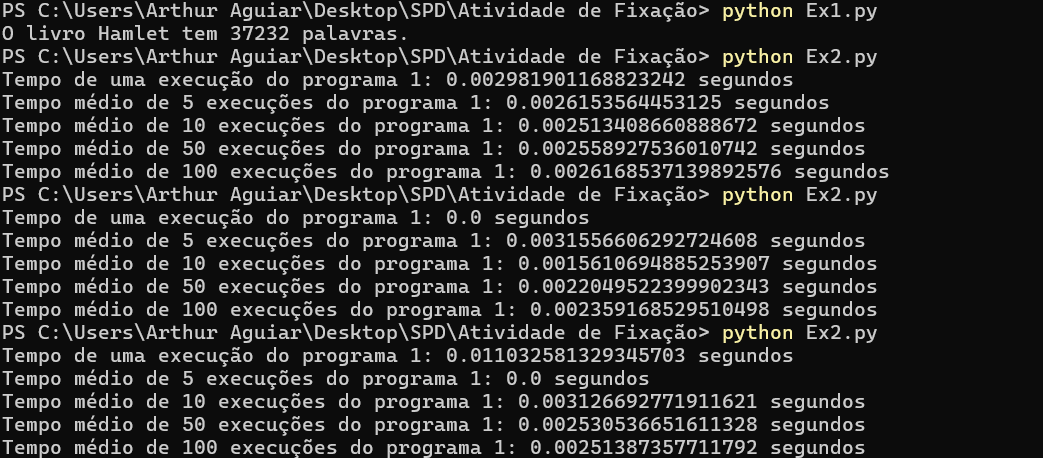 PS C:\Users\Arthur Aguiar\Desktop\SPD\Atividade de Fixação> python Ex1.py
O livro Hamlet tem 37232 palavras.
PS C:\Users\Arthur Aguiar\Desktop\SPD\Atividade de Fixação> python Ex2.py
Tempo de uma execução do programa 1: 0.002981901168823242 segundos
Tempo médio de 5 execuções do programa 1: 0.0026153564453125 segundos
Tempo médio de 10 execuções do programa 1: 0.002513408660888672 segundos
Tempo médio de 50 execuções do programa 1: 0.002558927536010742 segundos
Tempo médio de 100 execuções do programa 1: 0.0026168537139892576 segundos
PS C:\Users\Arthur Aguiar\Desktop\SPD\Atividade de Fixação> python Ex2.py
Tempo de uma execução do programa 1: 0.0 segundos
Tempo médio de 5 execuções do programa 1: 0.0031556606292724608 segundos
Tempo médio de 10 execuções do programa 1: 0.0015610694885253907 segundos
Tempo médio de 50 execuções do programa 1: 0.0022049522399902343 segundos
Tempo médio de 100 execuções do programa 1: 0.002359168529510498 segundos
PS C:\Users\Arthur Aguiar\Desktop\SPD\Atividade de Fixação> python Ex2.py
Tempo de uma execução do programa 1: 0.011032581329345703 segundos
Tempo médio de 5 execuções do programa 1: 0.0 segundos
Tempo médio de 10 execuções do programa 1: 0.003126692771911621 segundos
Tempo médio de 50 execuções do programa 1: 0.002530536651611328 segundos
Tempo médio de 100 execuções do programa 1: 0.00251387357711792 segundos